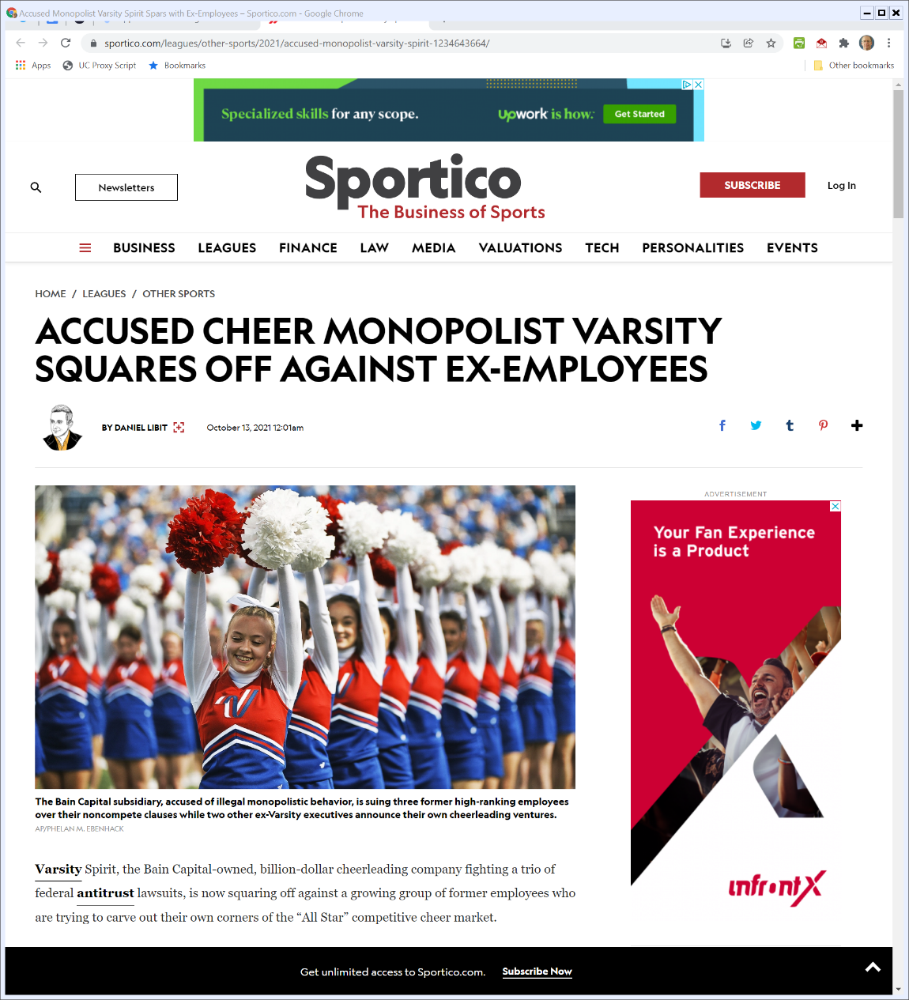 Accused Monopolist Varsity Spirit Spars with Ex-Employees – Sportico.com - Google Chrome
sportico.com/leagues/other-sports/2021/accused-monopolist-varsity-spirit-1234643664/
Apps UC Proxy Script Bookmarks Other bookmarks
Specialized skills for any scope. Upwork is how. Get Started
Newsletters
Sportico
The Business of Sports
SUBSCRIBE Log In
BUSINESS LEAGUES FINANCE LAW MEDIA VALUATIONS TECH PERSONALITIES EVENTS
HOME / LEAGUES / OTHER SPORTS
ACCUSED CHEER MONOPOLIST VARSITY
SQUARES OFF AGAINST EX-EMPLOYEES
BY DANIEL LIBIT October 13, 2021 12:01am
ADVERTISEMENT
Your Fan Experience
is a Product
infrontX
The Bain Capital subsidiary, accused of illegal monopolistic behavior, is suing three former high-ranking employees
over their noncompete clauses while two other ex-Varsity executives announce their own cheerleading ventures.
AP/PHELAN M. EBENHACK
Varsity Spirit, the Bain Capital-owned, billion-dollar cheerleading company fighting a trio of
federal antitrust lawsuits, is now squaring off against a growing group of former employees who
are trying to carve out their own corners of the “All Star” competitive cheer market.
Get unlimited access to Sportico.com. Subscribe Now